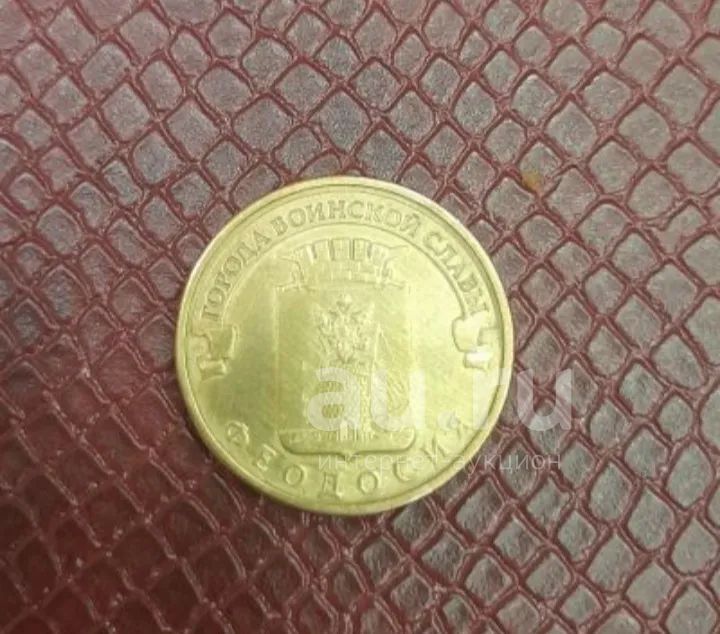 ГОРОДА ВОИНСКОЙ СЛАВЫ
ФЕОДОСИЯ
au.ru
интернет-аукцион